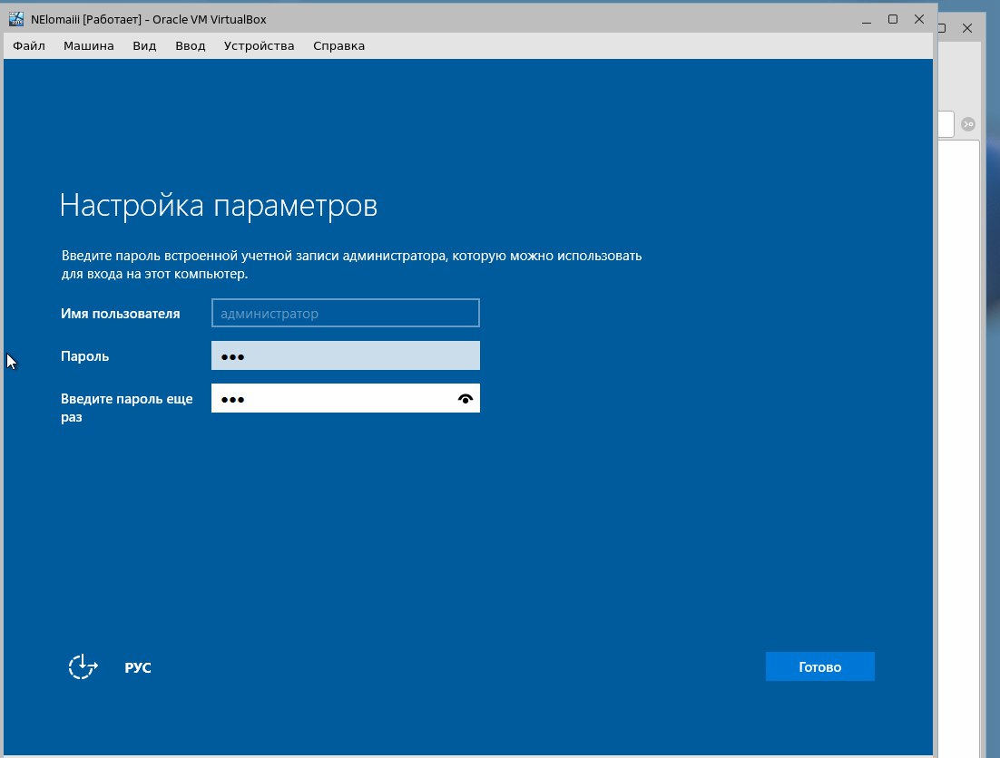 NElomaiii [Работает] - Oracle VM VirtualBox
Файл Машина Вид Ввод Устройства Справка
Настройка параметров
Введите пароль встроенной учетной записи администратора, которую можно использовать
для входа на этот компьютер.
Имя пользователя администратор
Пароль •••
Введите пароль еще •••
раз
РУС Готово